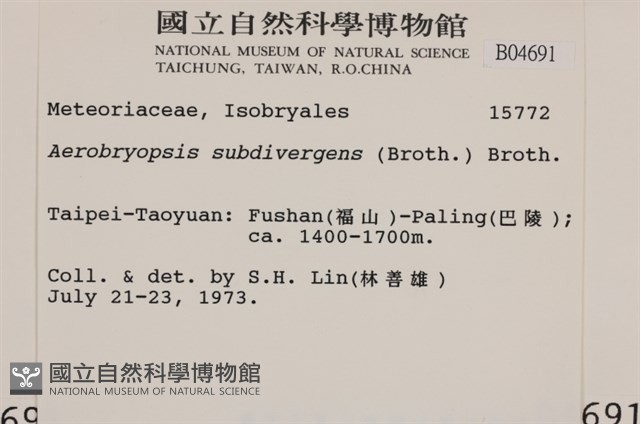 國立自然科學博物館
NATIONAL MUSEUM OF NATURAL SCIENCE
TAICHUNG, TAIWAN, R.O.CHINA
B04691
Meteoriaceae, Isobryales 15772
Aerobryopsis subdivergens (Broth.) Broth.
Taipei-Taoyuan: Fushan(福山)-Paling(巴陵);
ca. 1400-1700m.
Coll. & det. by S.H. Lin(林善雄)
July 21-23, 1973.
國立自然科學博物館
NATIONAL MUSEUM OF NATURAL SCIENCE
69
691